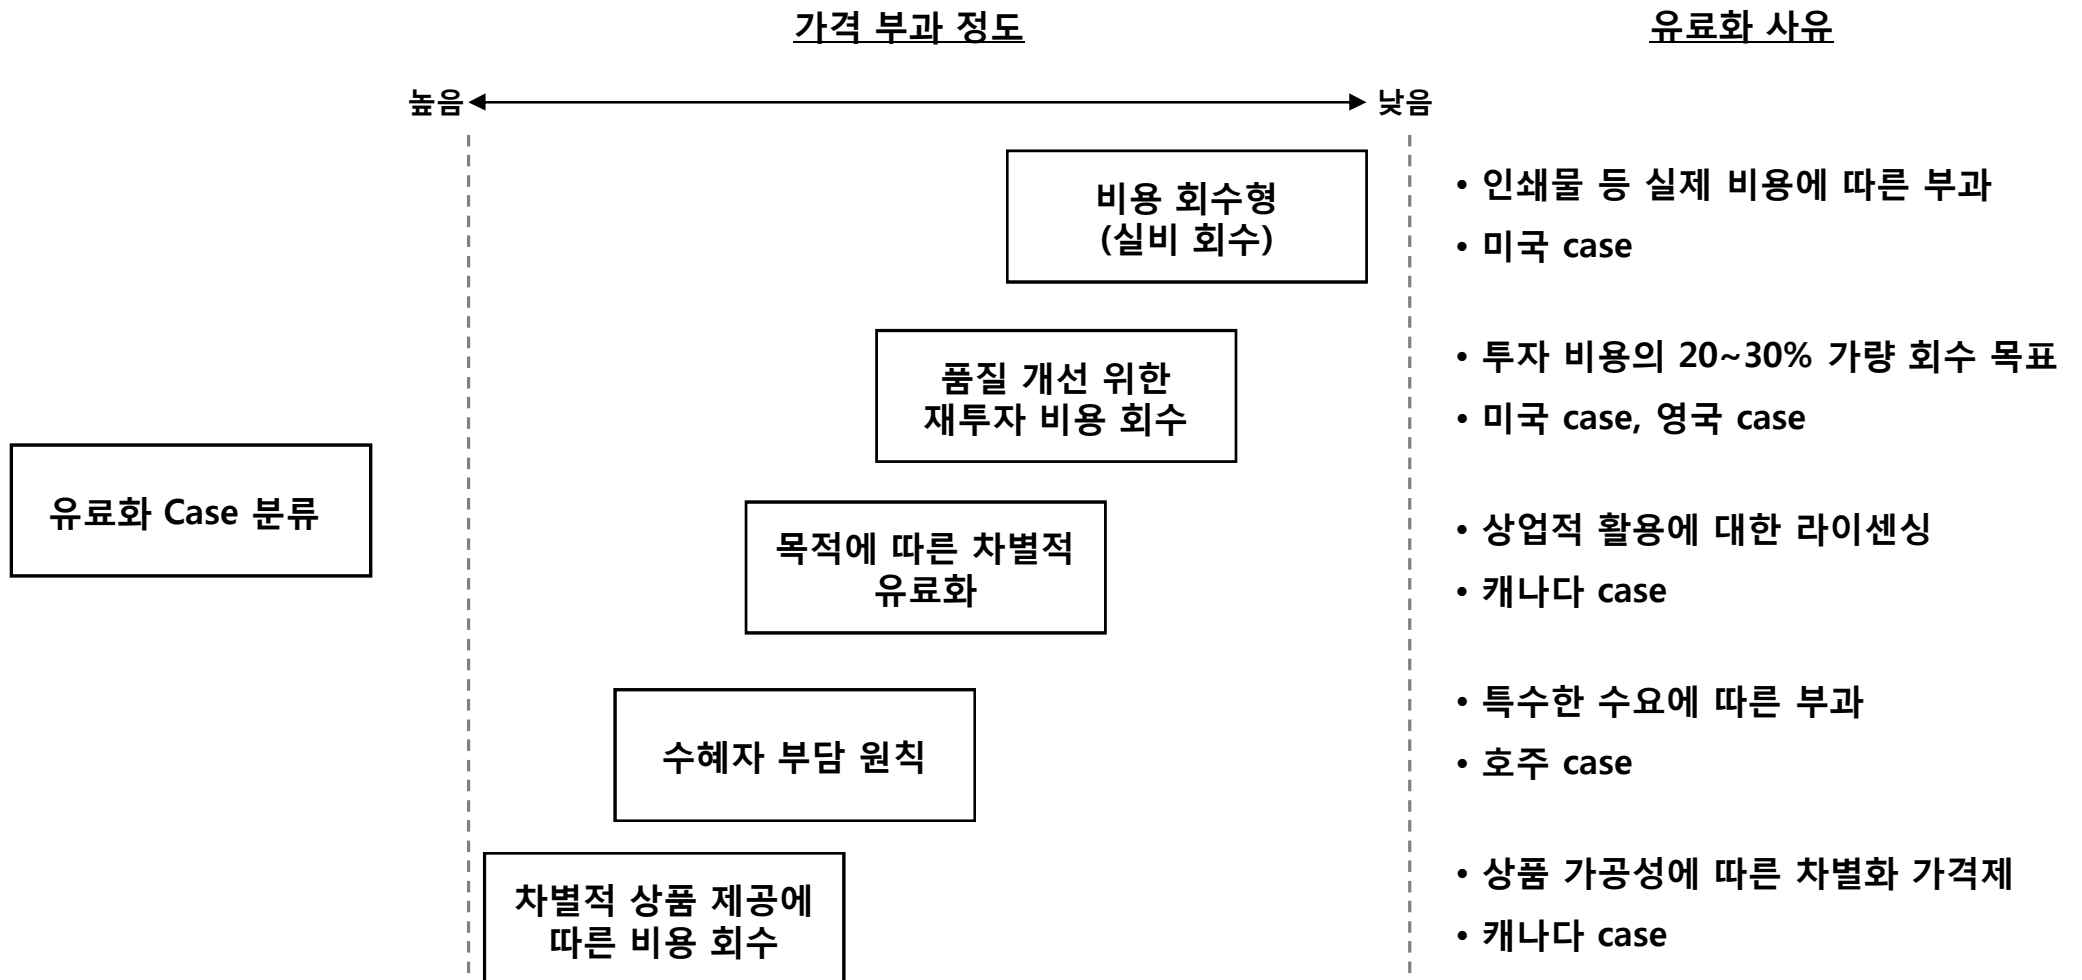 가격 부과 정도
유료화 사유
높음
낮음
비용 회수형
(실비 회수)
• 인쇄물 등 실제 비용에 따른 부과
• 미국 case
품질 개선 위한
재투자 비용 회수
• 투자 비용의 20~30% 가량 회수 목표
• 미국 case, 영국 case
유료화 Case 분류
목적에 따른 차별적
유료화
• 상업적 활용에 대한 라이센싱
• 캐나다 case
수혜자 부담 원칙
• 특수한 수요에 따른 부과
• 호주 case
차별적 상품 제공에
따른 비용 회수
• 상품 가공성에 따른 차별화 가격제
• 캐나다 case